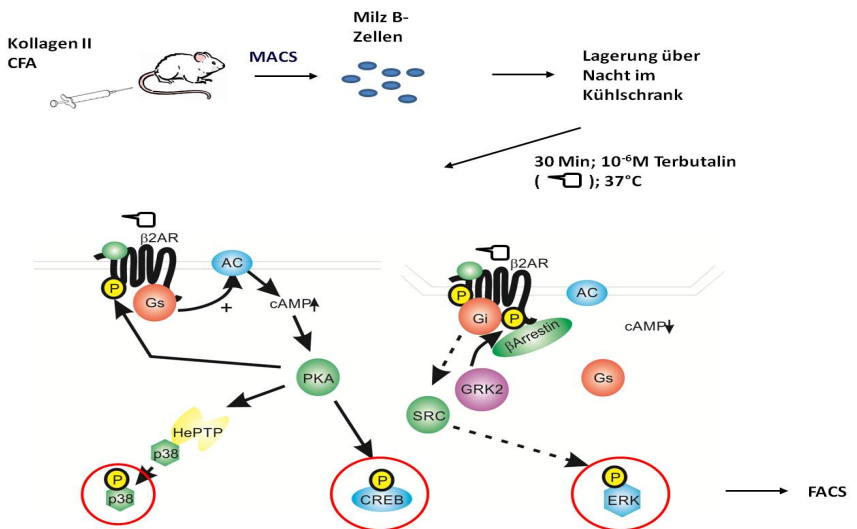 Kollagen II
CFA
MACS
Milz B-
Zellen
Lagerung über
Nacht im
Kühlschrank
30 Min; 10⁻⁶M Terbutalin
( ); 37°C
β2AR
AC
P
Gs
+
cAMP
PKA
HePTP
p38
P
p38
P
CREB
β2AR
AC
P
Gi
P
βArrestin
cAMP
GRK2
Gs
SRC
P
ERK
FACS